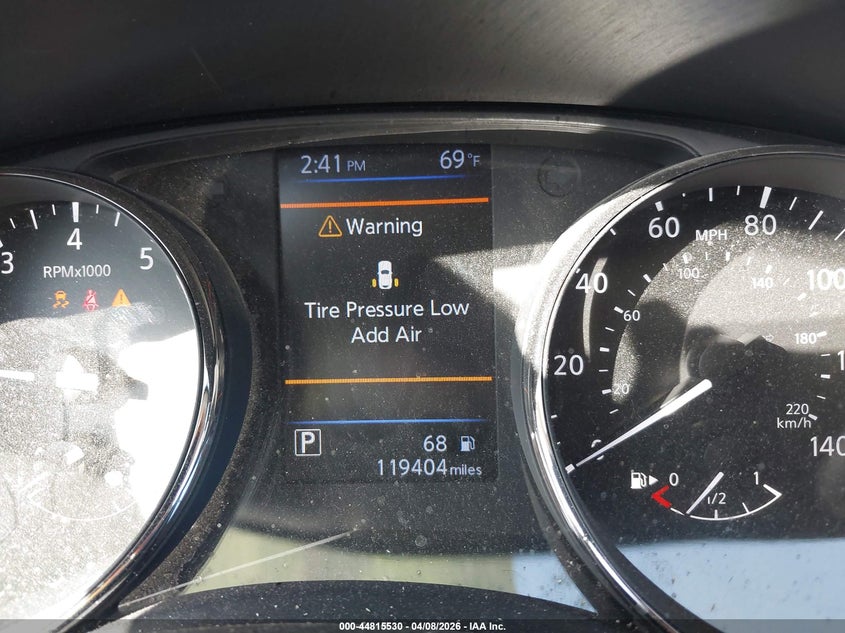 2:41 PM 69°F
Warning
Tire Pressure Low
Add Air
P 68
119404 miles
3 4 5
RPMx1000
20 40 60 80 100 140
MPH
20 60 100 140 180 220
km/h
0 1/2 1
000-44815530 - 04/08/2026 - IAA Inc.